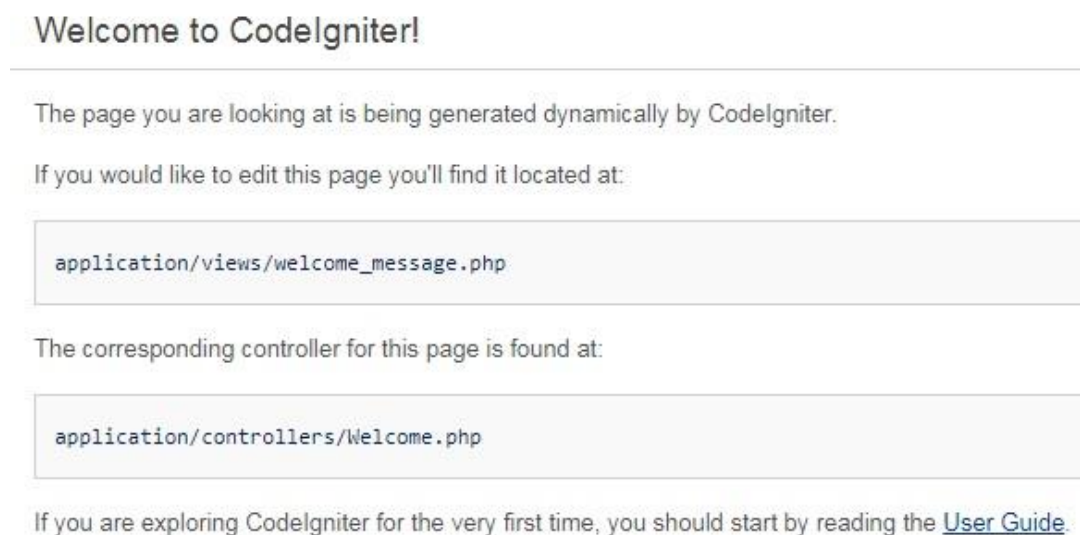 Welcome to CodeIgniter!
The page you are looking at is being generated dynamically by CodeIgniter.
If you would like to edit this page you'll find it located at:
application/views/welcome_message.php
The corresponding controller for this page is found at:
application/controllers/Welcome.php
If you are exploring CodeIgniter for the very first time, you should start by reading the User Guide.